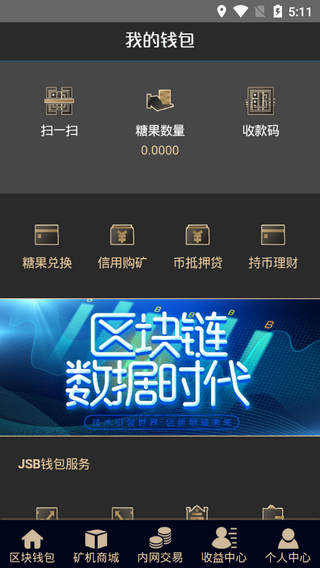 5:11
我的钱包
扫一扫
糖果数量
收款码
0.0000
糖果兑换
信用购矿
币抵押贷
持币理财
区块链
数据时代
JSB钱包服务
区块钱包
矿机商城
内网交易
收益中心
个人中心